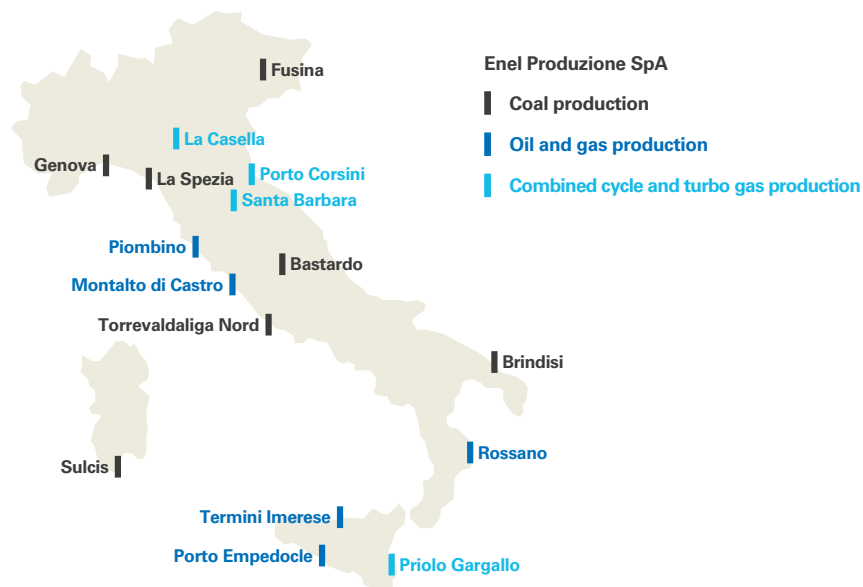 Fusina
La Casella
Genova
La Spezia
Porto Corsini
Santa Barbara
Piombino
Bastardo
Montalto di Castro
Torrevaldaliga Nord
Brindisi
Sulcis
Rossano
Termini Imerese
Porto Empedocle
Priolo Gargallo
Enel Produzione SpA
Coal production
Oil and gas production
Combined cycle and turbo gas production